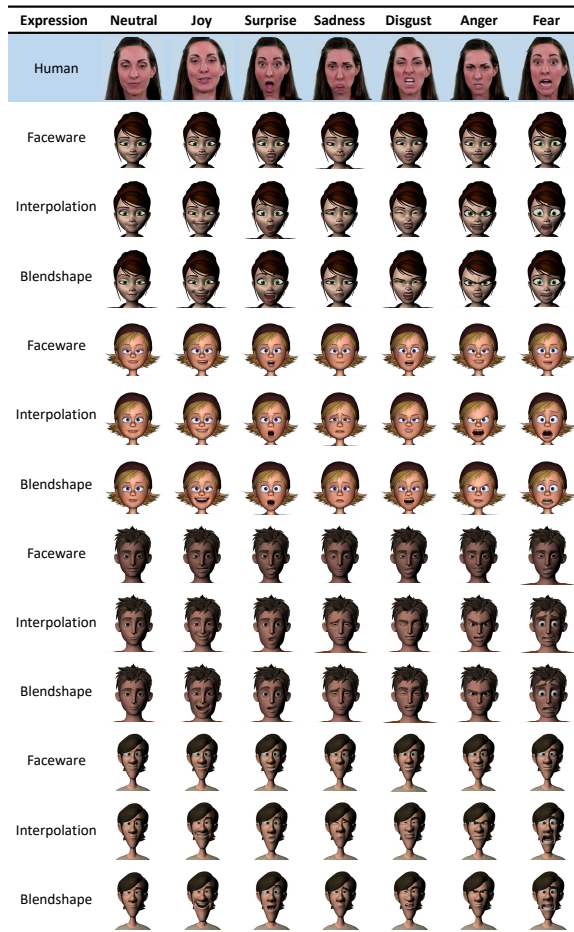 Expression Neutral Joy Surprise Sadness Disgust Anger Fear
Human
Faceware
Interpolation
Blendshape
Faceware
Interpolation
Blendshape
Faceware
Interpolation
Blendshape
Faceware
Interpolation
Blendshape